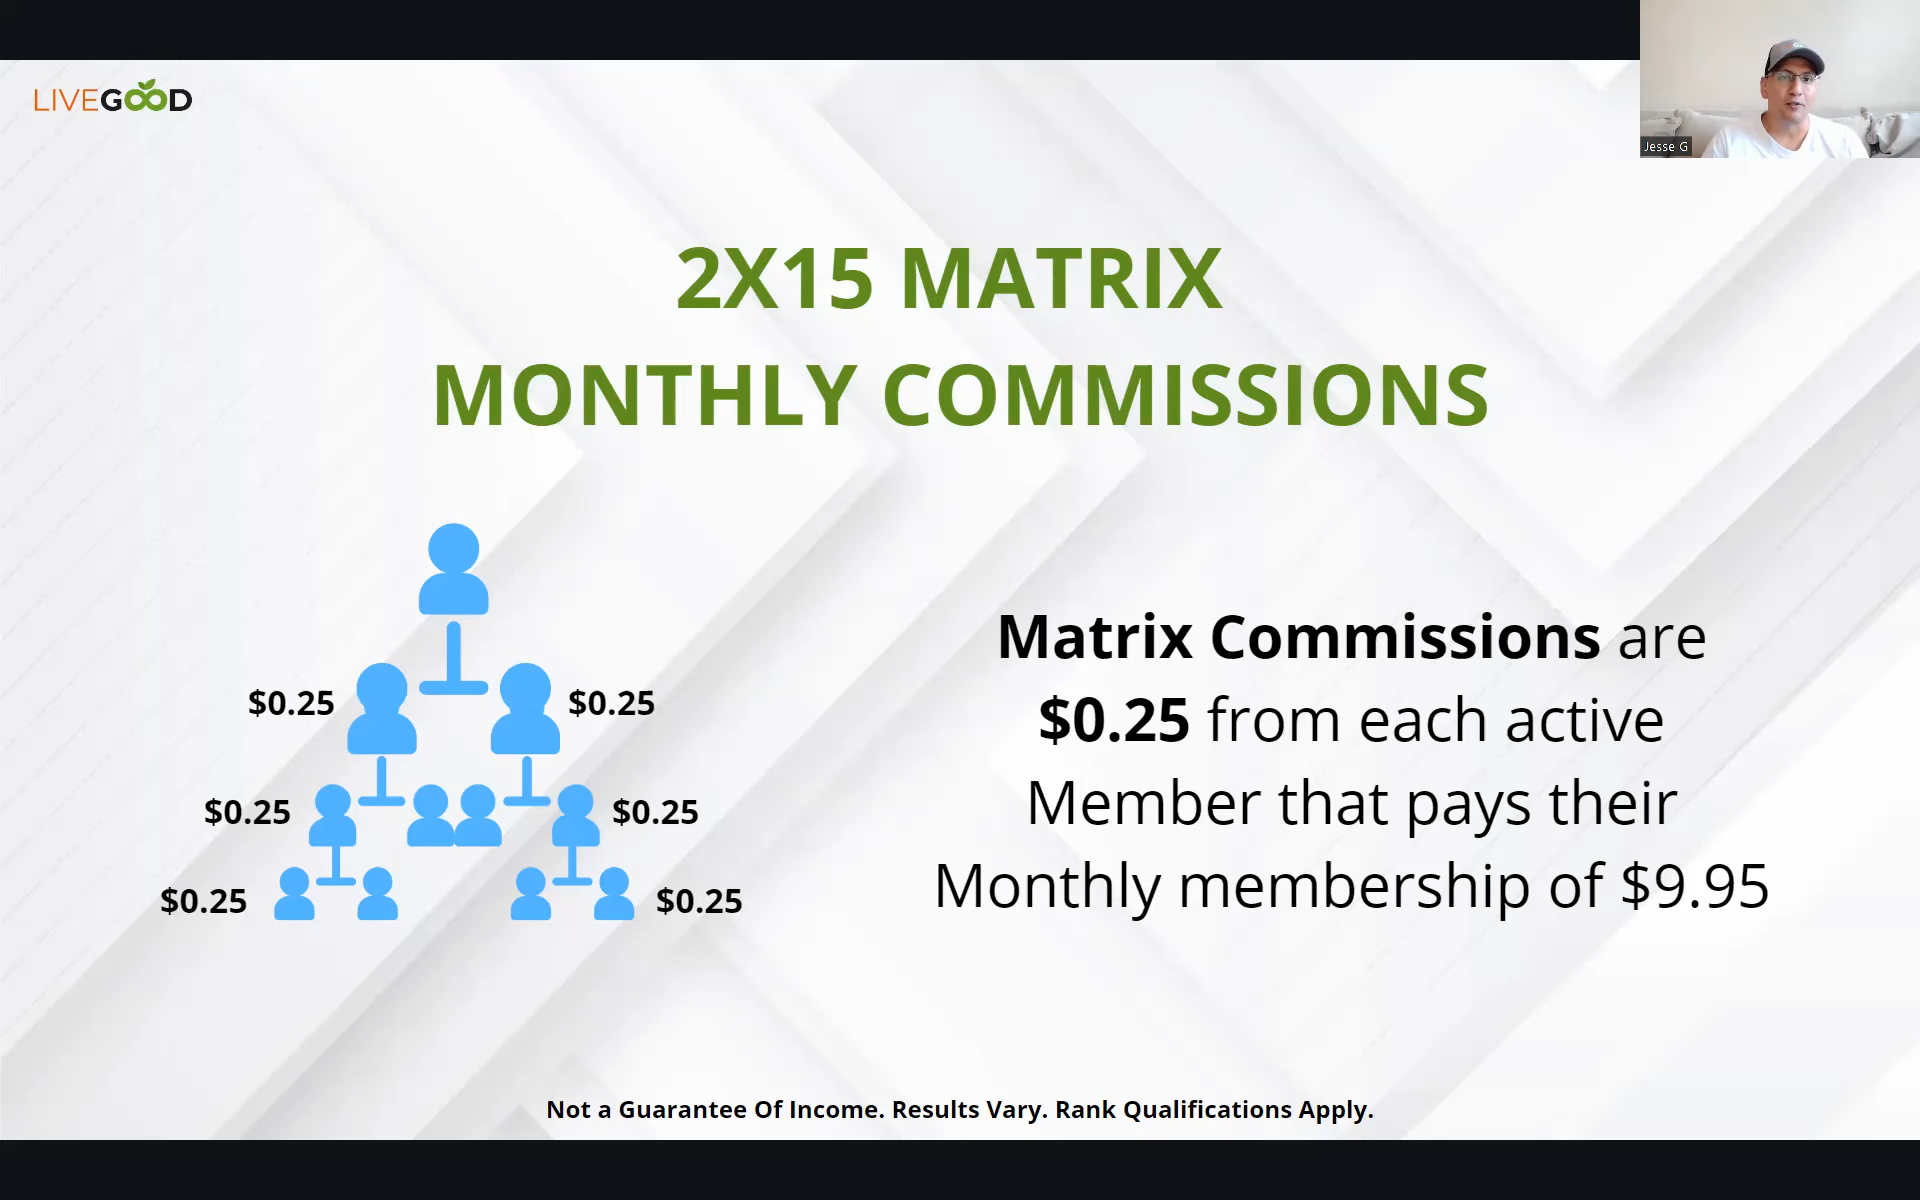 LIVEGOOD
Jesse G
2X15 MATRIX
MONTHLY COMMISSIONS
$0.25 $0.25
$0.25 $0.25
$0.25 $0.25
Matrix Commissions are
$0.25 from each active
Member that pays their
Monthly membership of $9.95
Not a Guarantee Of Income. Results Vary. Rank Qualifications Apply.